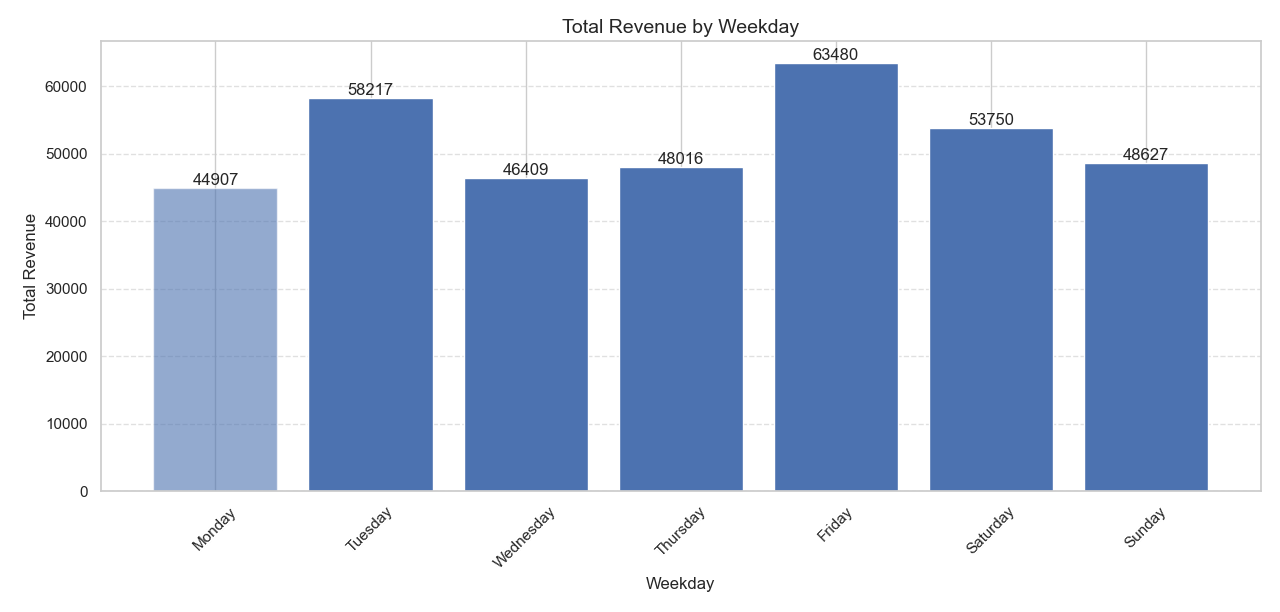 Total Revenue by Weekday
Total Revenue
60000
50000
40000
30000
20000
10000
0
44907
58217
46409
48016
63480
53750
48627
Monday
Tuesday
Wednesday
Thursday
Friday
Saturday
Sunday
Weekday